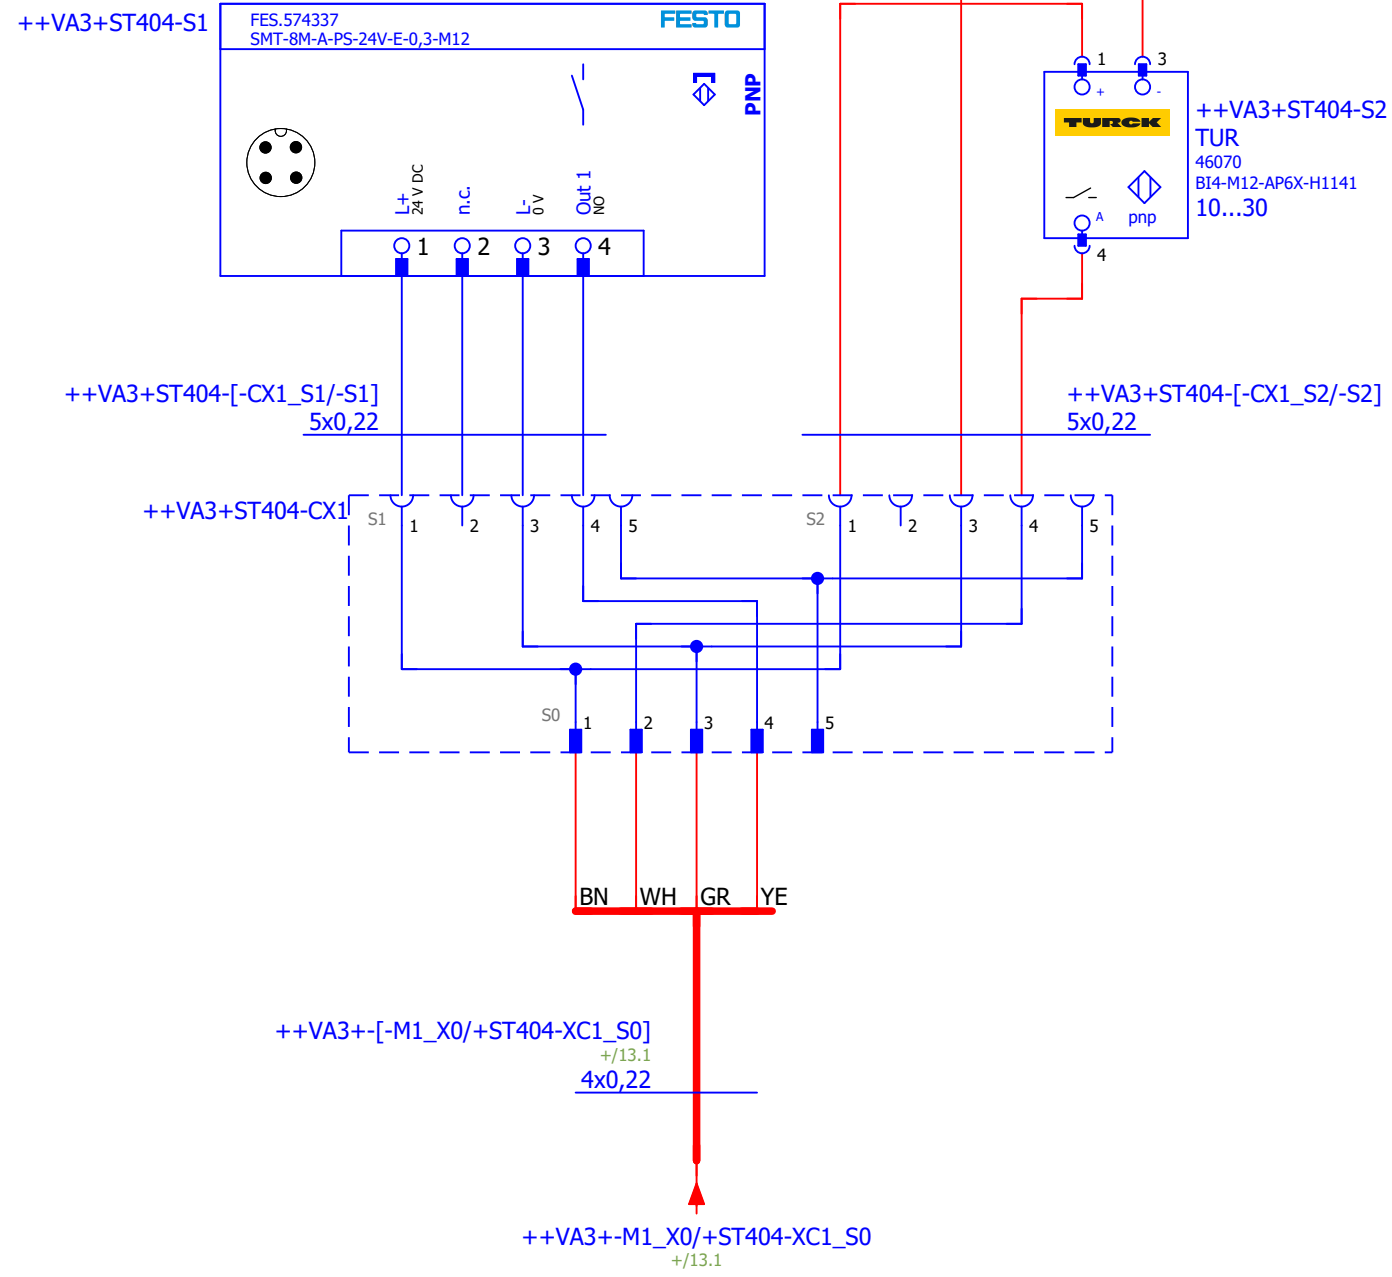 ++VA3+ST404-S1
FES.574337
SMT-8M-A-PS-24V-E-0,3-M12
FESTO
PNP
L+
24 V DC
n.c.
L-
0 V
Out 1
NO
1 2 3 4
1 3
+ -
TURCK
A
pnp
4
++VA3+ST404-S2
TUR
46070
BI4-M12-AP6X-H1141
10...30
++VA3+ST404-[-CX1_S1/-S1]
5x0,22
++VA3+ST404-[-CX1_S2/-S2]
5x0,22
++VA3+ST404-CX1
S1 1 2 3 4 5 S2 1 2 3 4 5
S0 1 2 3 4 5
BN WH GR YE
++VA3+-[-M1_X0/+ST404-XC1_S0]
+/13.1
4x0,22
++VA3+-M1_X0/+ST404-XC1_S0
+/13.1